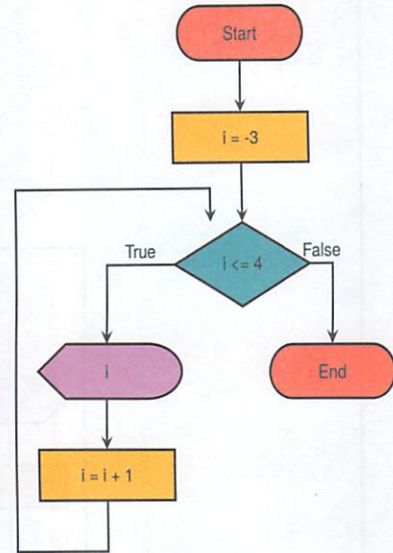 Start
i = -3
i <= 4
True
False
i
End
i = i + 1